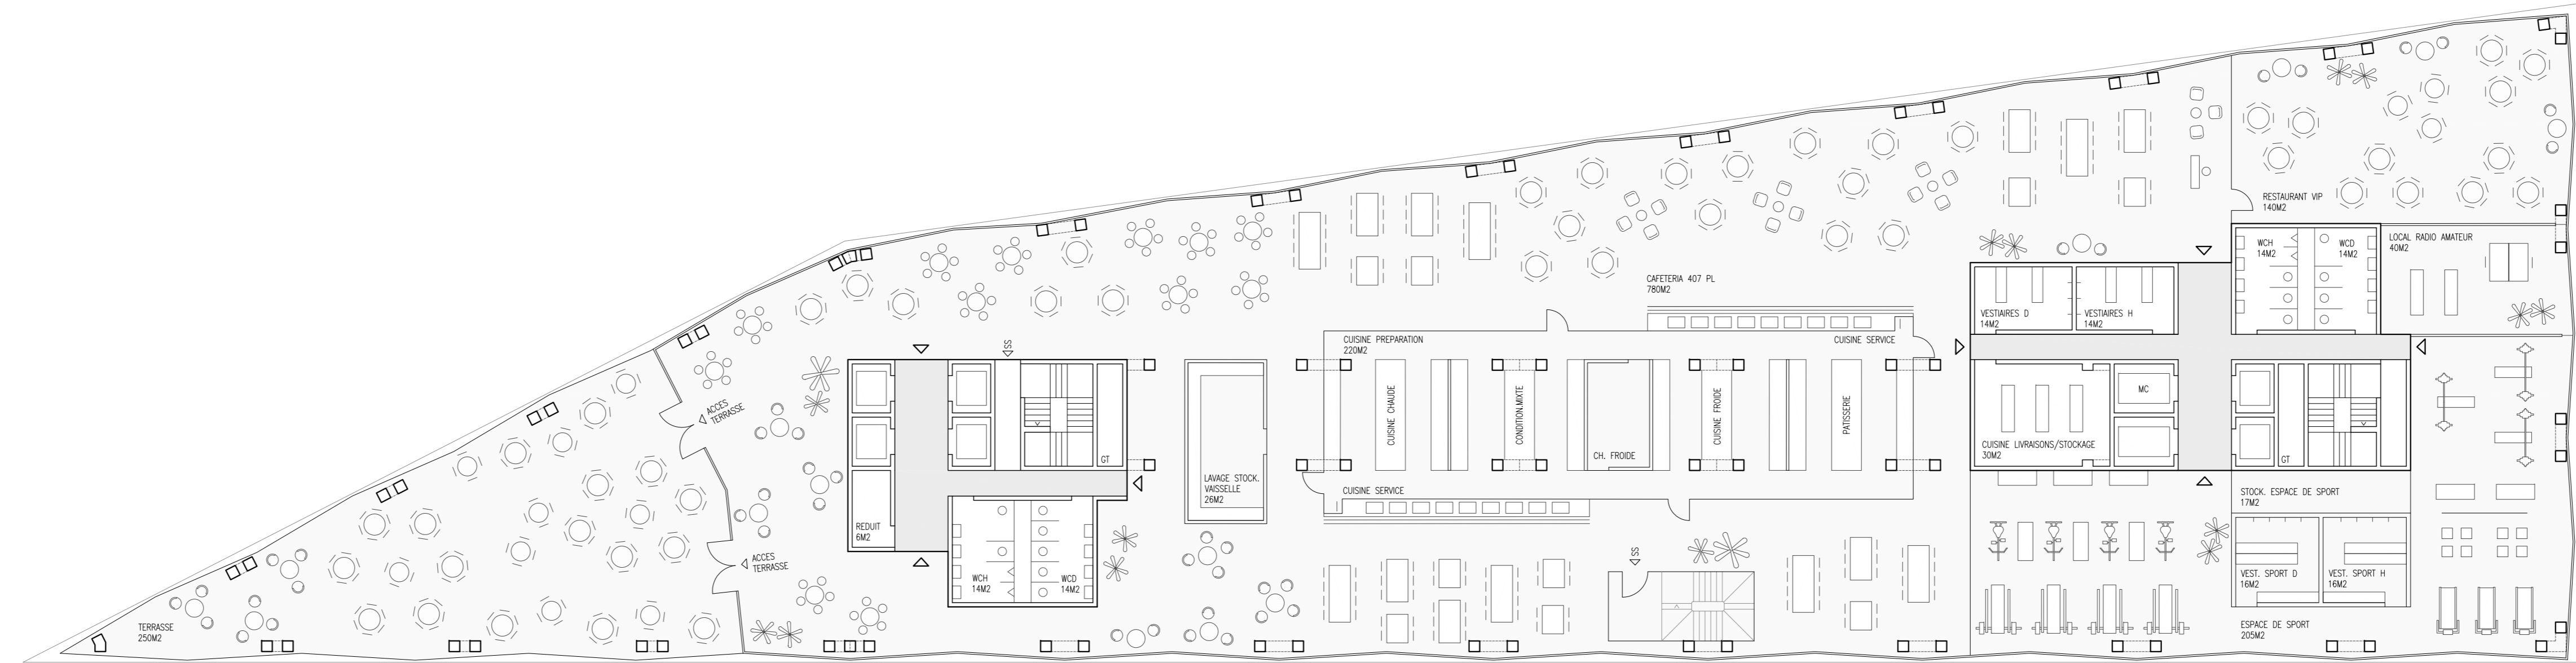 RESTAURANT VIP
140M2
WCH
14M2
WCD
14M2
LOCAL RADIO AMATEUR
40M2
CAFETERIA 407 PL
780M2
VESTIAIRES D
14M2
VESTIAIRES H
14M2
SS
CUISINE PREPARATION
220M2
CUISINE SERVICE
ACCES
TERRASSE
CUISINE CHAUDE
CONDITION.MIXTE
CH. FROIDE
CUISINE FROIDE
PATISSERIE
MC
CUISINE LIVRAISONS/STOCKAGE
30M2
GT
GT
LAVAGE STOCK.
VAISSELLE
26M2
CUISINE SERVICE
STOCK. ESPACE DE SPORT
17M2
REDUIT
6M2
ACCES
TERRASSE
SS
WCH
14M2
WCD
14M2
VEST. SPORT D
16M2
VEST. SPORT H
16M2
TERRASSE
250M2
ESPACE DE SPORT
205M2